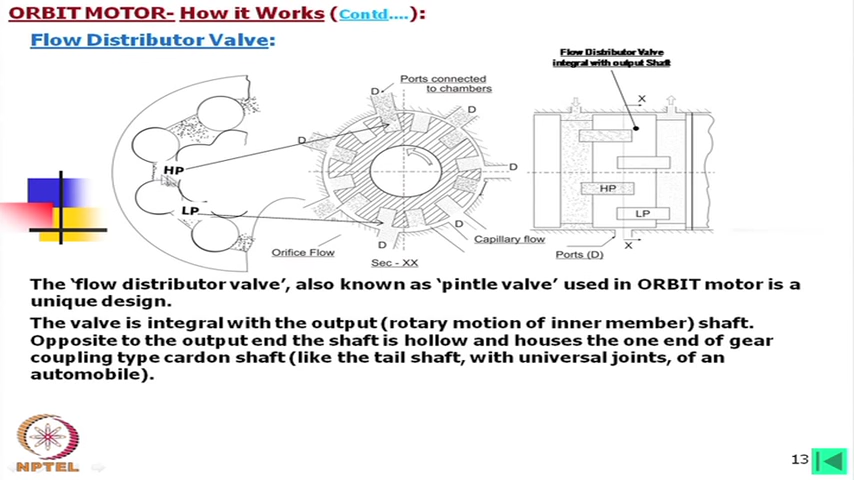 ORBIT MOTOR- How it Works (Contd....):
Flow Distributor Valve:
Flow Distributor Valve
integral with output Shaft
Ports connected
to chambers
D
D
D
D
D
D
X
HP
LP
HP
LP
Orifice Flow
Capillary flow
Sec - XX
Ports (D)
X
The ‘flow distributor valve’, also known as ‘pintle valve’ used in ORBIT motor is a
unique design.
The valve is integral with the output (rotary motion of inner member) shaft.
Opposite to the output end the shaft is hollow and houses the one end of gear
coupling type cardon shaft (like the tail shaft, with universal joints, of an
automobile).
NPTEL
13